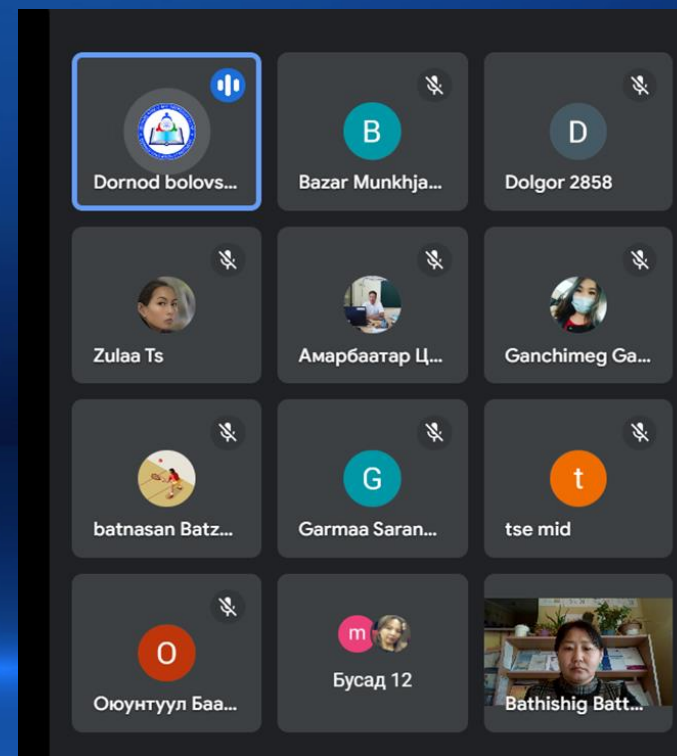 Dornod bolovs...
B
Bazar Munkhja...
D
Dolgor 2858
Zulaa Ts
Амарбаатар Ц...
Ganchimeg Ga...
batnasan Batz...
G
Garmaa Saran...
t
tse mid
О
Оюунтуул Баа...
m
Бусад 12
Bathishig Batt...